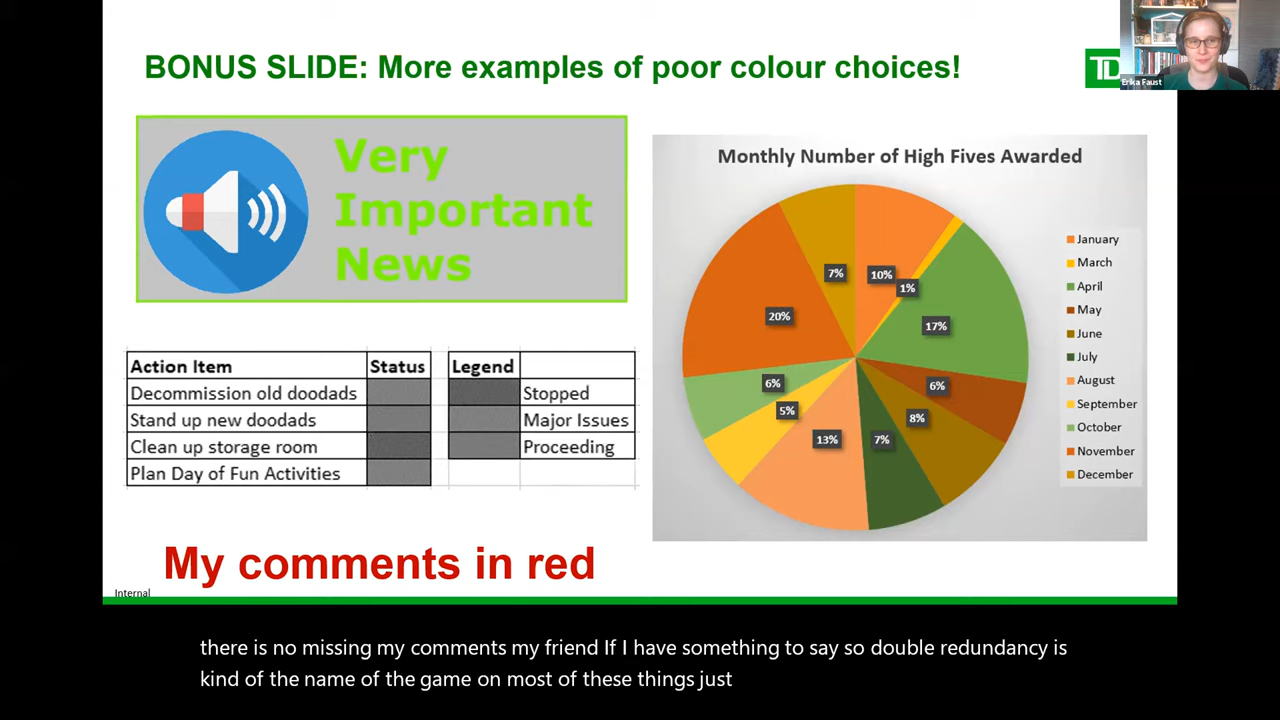 BONUS SLIDE: More examples of poor colour choices!
TD
Erika Faust
Very
Important
News
Monthly Number of High Fives Awarded
10%
1%
17%
6%
8%
7%
13%
5%
6%
20%
7%
January
March
April
May
June
July
August
September
October
November
December
Action Item Status Legend
Decommission old doodads Stopped
Stand up new doodads Major Issues
Clean up storage room Proceeding
Plan Day of Fun Activities
My comments in red
Internal
there is no missing my comments my friend If I have something to say so double redundancy is
kind of the name of the game on most of these things just